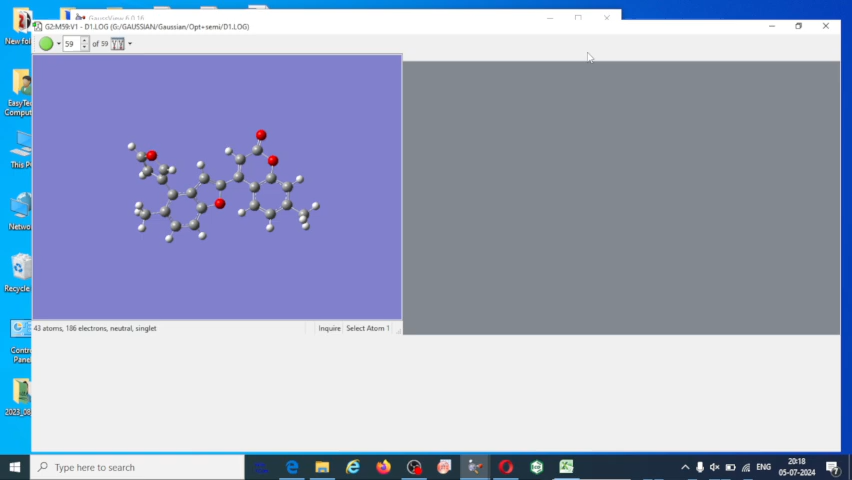 GaussView 6.0.16
G2:M59:V1 - D1.LOG (G:/GAUSSIAN/Gaussian/Opt+semi/D1.LOG)
59 of 59
New fol
EasyTec
Comput
This P
Netwo
Recycle
Contr
Pane
2023_08
43 atoms, 186 electrons, neutral, singlet
Inquire Select Atom 1
Type here to search
ENG
20:18
05-07-2024
7